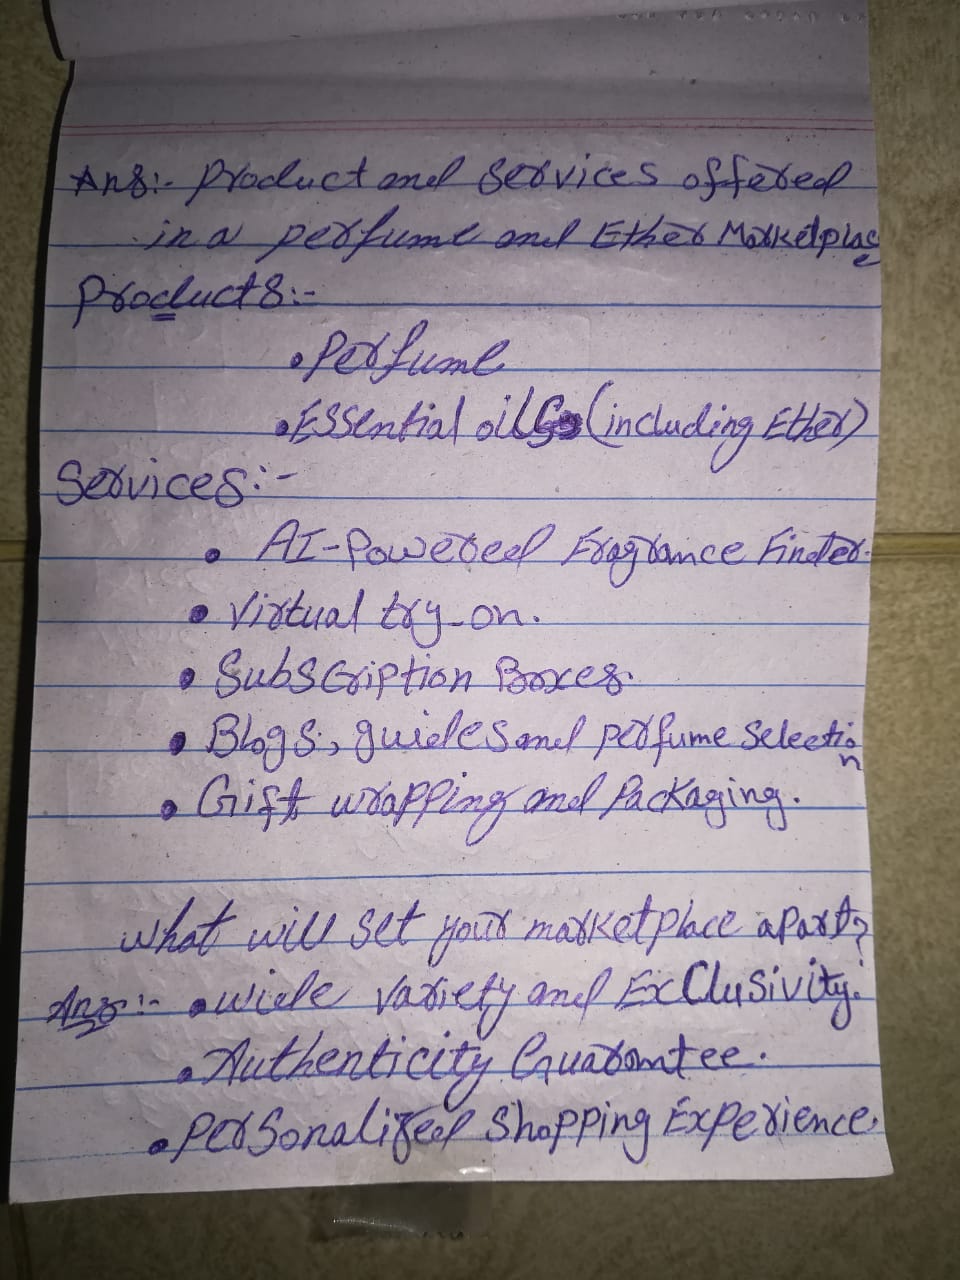 Ans:- Product and Services offered
in a perfume and Ether Marketplace
Products:-
• Perfume
• Essential oils (including Ether)
Services:-
• AI-Powered Fragrance Finder.
• Virtual try-on.
• Subscription Boxes.
• Blogs, guides and perfume Selection
• Gift wrapping and Packaging.
What will set your marketplace apart?
Ans:- • wide variety and ExClusivity.
• Authenticity Guarantee.
• Personalized Shopping Experience.